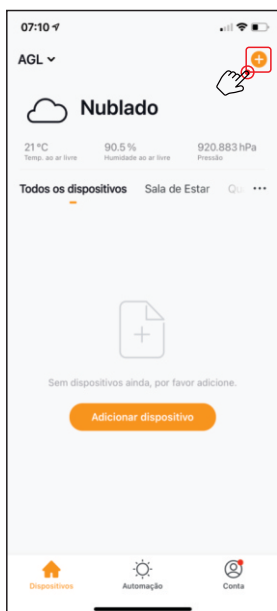 07:10
AGL
Nublado
21 °C 90.5 % 920.883 hPa
Temp. ao ar livre Humidade ao ar livre Pressão
Todos os dispositivos Sala de Estar
Sem dispositivos ainda, por favor adicione.
Adicionar dispositivo
Dispositivos Automação Conta